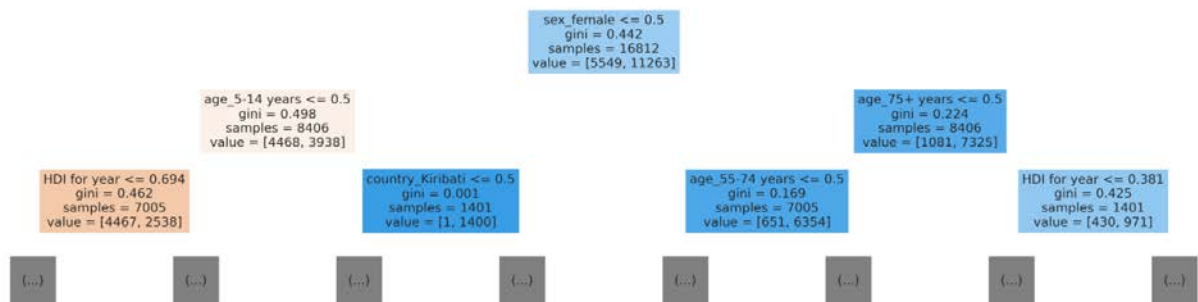 sex_female <= 0.5
gini = 0.442
samples = 16812
value = [5549, 11263]
age_5-14 years <= 0.5
gini = 0.498
samples = 8406
value = [4468, 3938]
age_75+ years <= 0.5
gini = 0.224
samples = 8406
value = [1081, 7325]
HDI for year <= 0.694
gini = 0.462
samples = 7005
value = [4467, 2538]
country_Kiribati <= 0.5
gini = 0.001
samples = 1401
value = [1, 1400]
age_55-74 years <= 0.5
gini = 0.169
samples = 7005
value = [651, 6354]
HDI for year <= 0.381
gini = 0.425
samples = 1401
value = [430, 971]
(...)
(...)
(...)
(...)
(...)
(...)
(...)
(...)